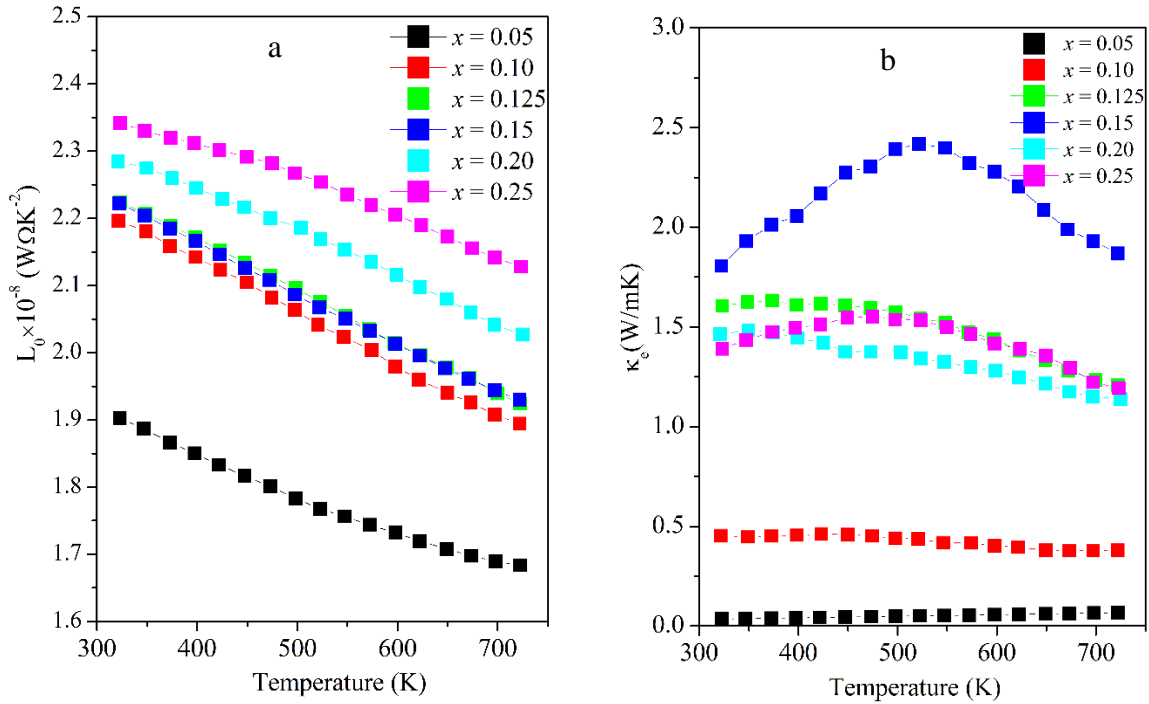 a
x = 0.05
x = 0.10
x = 0.125
x = 0.15
x = 0.20
x = 0.25
2.5
2.4
2.3
2.2
2.1
2.0
1.9
1.8
1.7
1.6
300 400 500 600 700
Temperature (K)
L₀×10⁻⁸ (WΩK⁻²)
b
x = 0.05
x = 0.10
x = 0.125
x = 0.15
x = 0.20
x = 0.25
3.0
2.5
2.0
1.5
1.0
0.5
0.0
300 400 500 600 700
Temperature (K)
κₑ(W/mK)